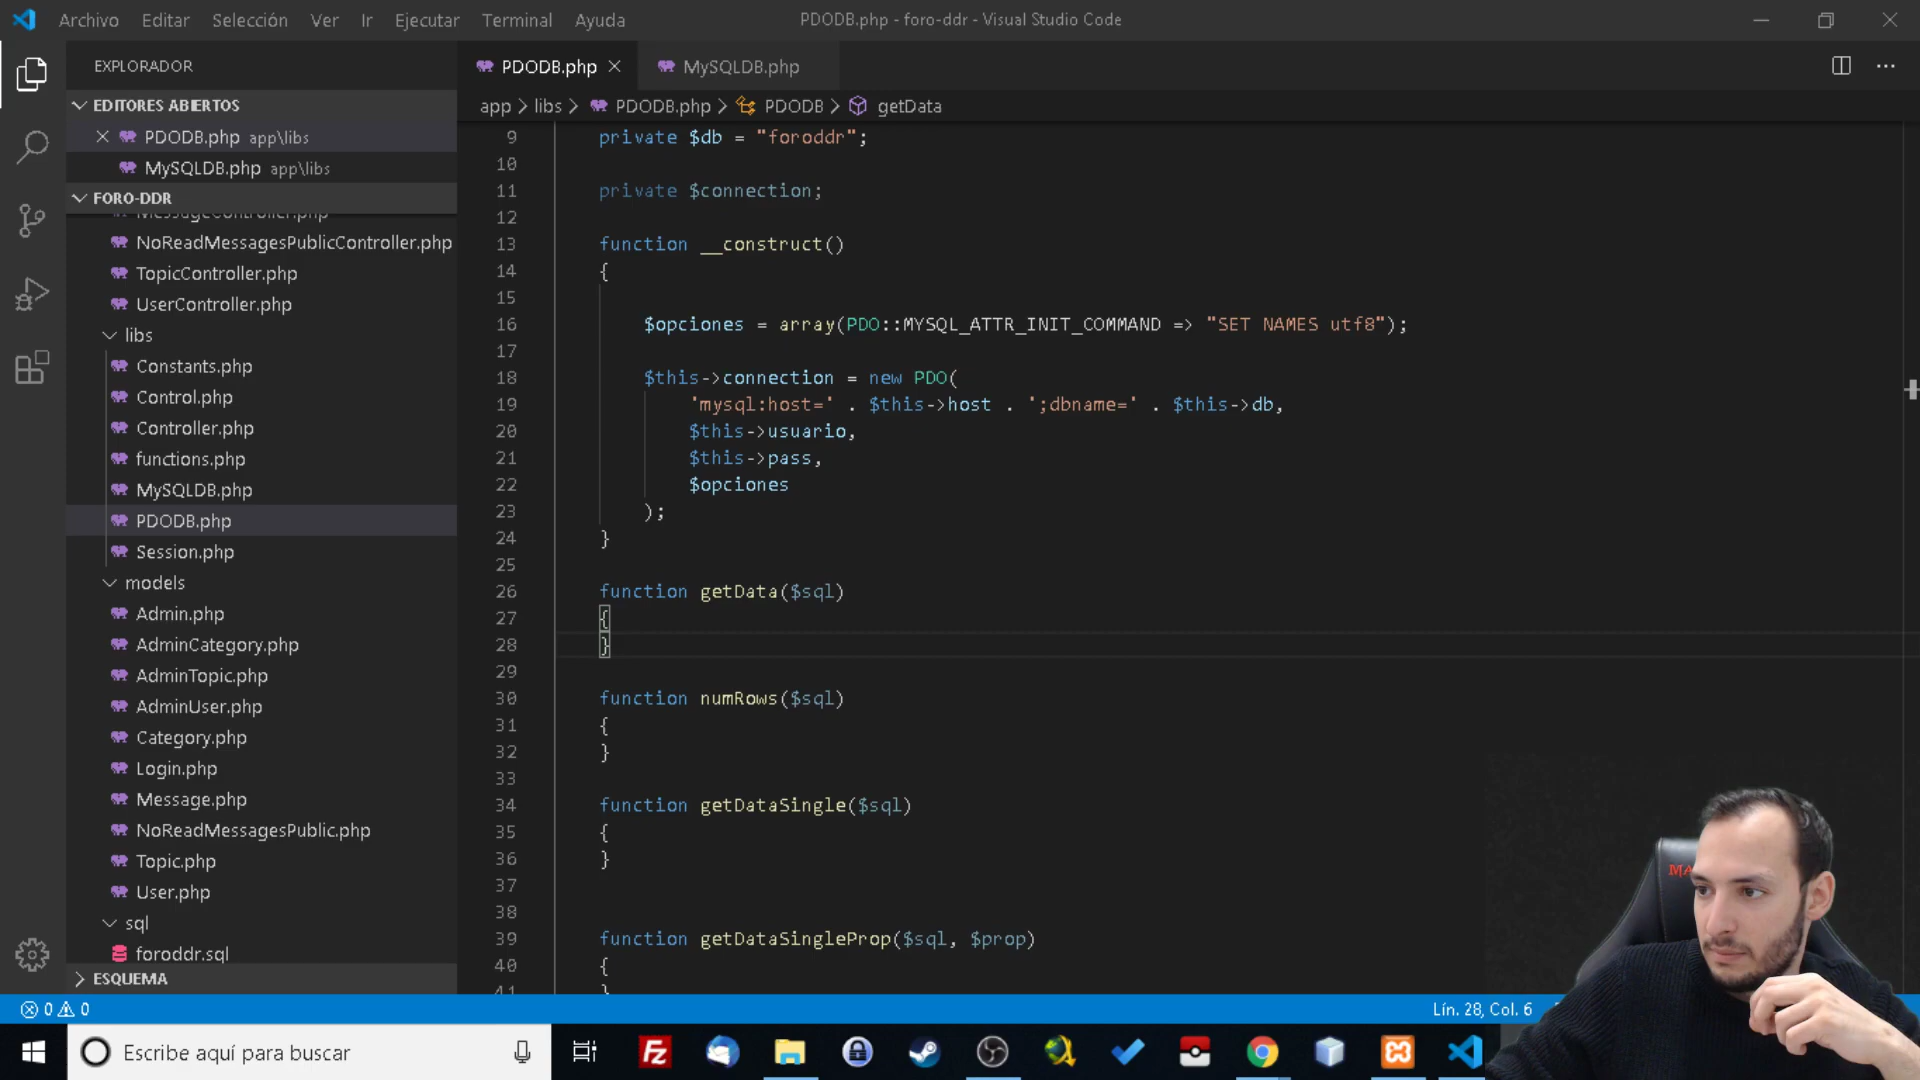 Archivo Editar Selección Ver Ir Ejecutar Terminal Ayuda
PDODB.php - foro-ddr - Visual Studio Code
EXPLORADOR
EDITORES ABIERTOS
PDODB.php app\libs
MySQLDB.php app\libs
FORO-DDR
MessageController.php
NoReadMessagesPublicController.php
TopicController.php
UserController.php
libs
Constants.php
Control.php
Controller.php
functions.php
MySQLDB.php
PDODB.php
Session.php
models
Admin.php
AdminCategory.php
AdminTopic.php
AdminUser.php
Category.php
Login.php
Message.php
NoReadMessagesPublic.php
Topic.php
User.php
sql
foroddr.sql
ESQUEMA
PDODB.php
MySQLDB.php
app > libs > PDODB.php > PDODB > getData
9 private $db = "foroddr";
10
11 private $connection;
12
13 function __construct()
14 {
15
16 $opciones = array(PDO::MYSQL_ATTR_INIT_COMMAND => "SET NAMES utf8");
17
18 $this->connection = new PDO(
19 'mysql:host=' . $this->host . ';dbname=' . $this->db,
20 $this->usuario,
21 $this->pass,
22 $opciones
23 );
24 }
25
26 function getData($sql)
27 {
28 }
29
30 function numRows($sql)
31 {
32 }
33
34 function getDataSingle($sql)
35 {
36 }
37
38
39 function getDataSingleProp($sql, $prop)
40 {
41 }
0 0
Lín. 28, Col. 6
Escribe aquí para buscar